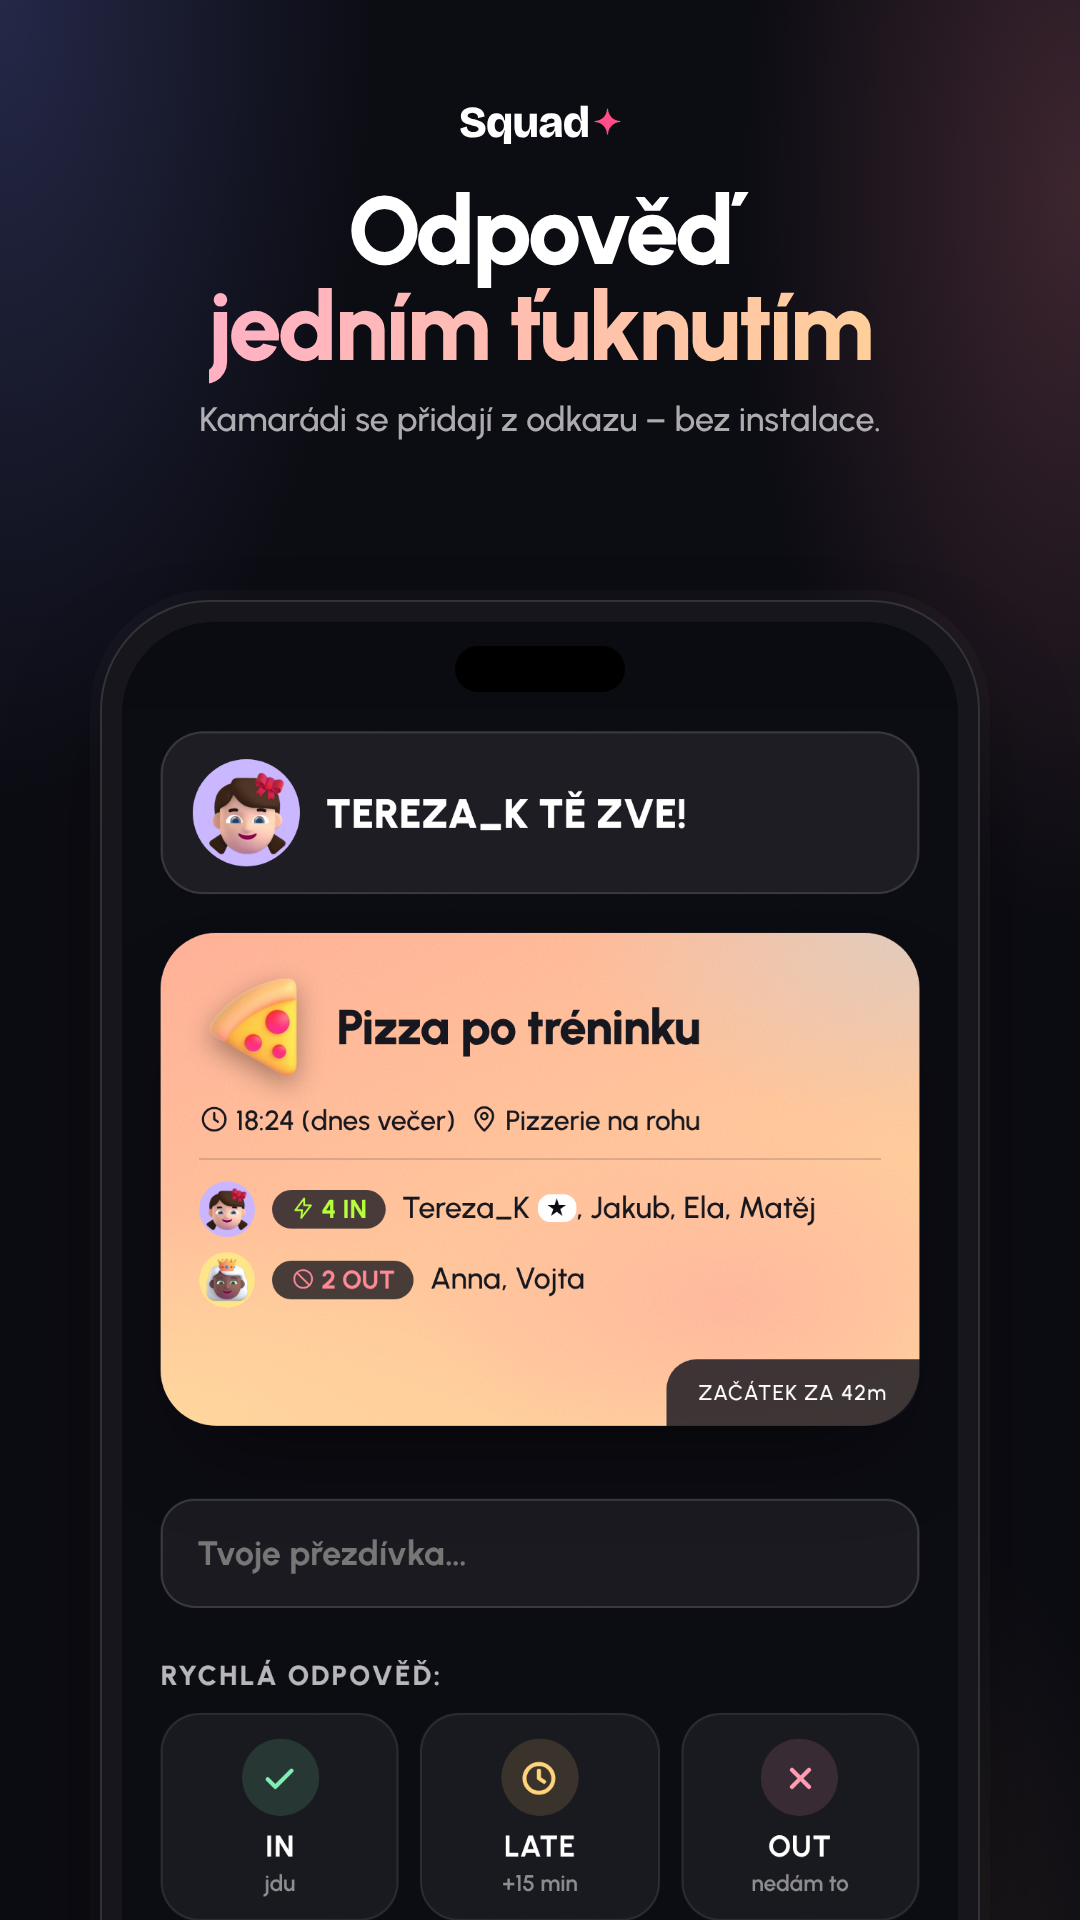 Squad
Odpověď
jedním ťuknutím
Kamarádi se přidají z odkazu – bez instalace.
TEREZA_K TĚ ZVE!
Pizza po tréninku
18:24 (dnes večer) Pizzerie na rohu
4 IN Tereza_K ★, Jakub, Ela, Matěj
2 OUT Anna, Vojta
ZAČÁTEK ZA 42m
Tvoje přezdívka...
RYCHLÁ ODPOVĚĎ:
IN LATE OUT
jdu +15 min nedám to